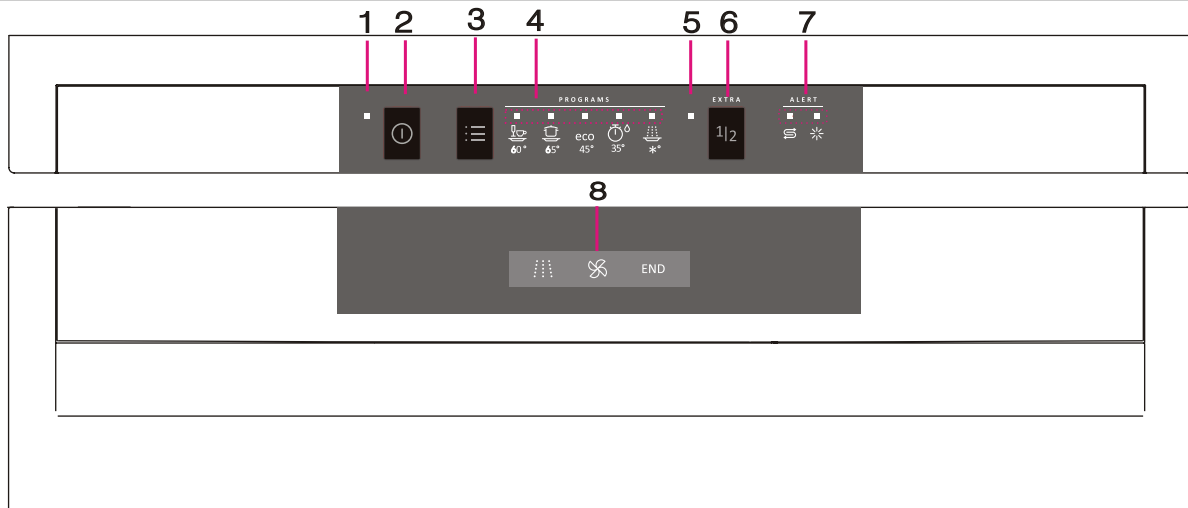 1 2 3 4 5 6 7
PROGRAMS EXTRA ALERT
eco 1|2
60° 65° 45° 35° *°
8
END